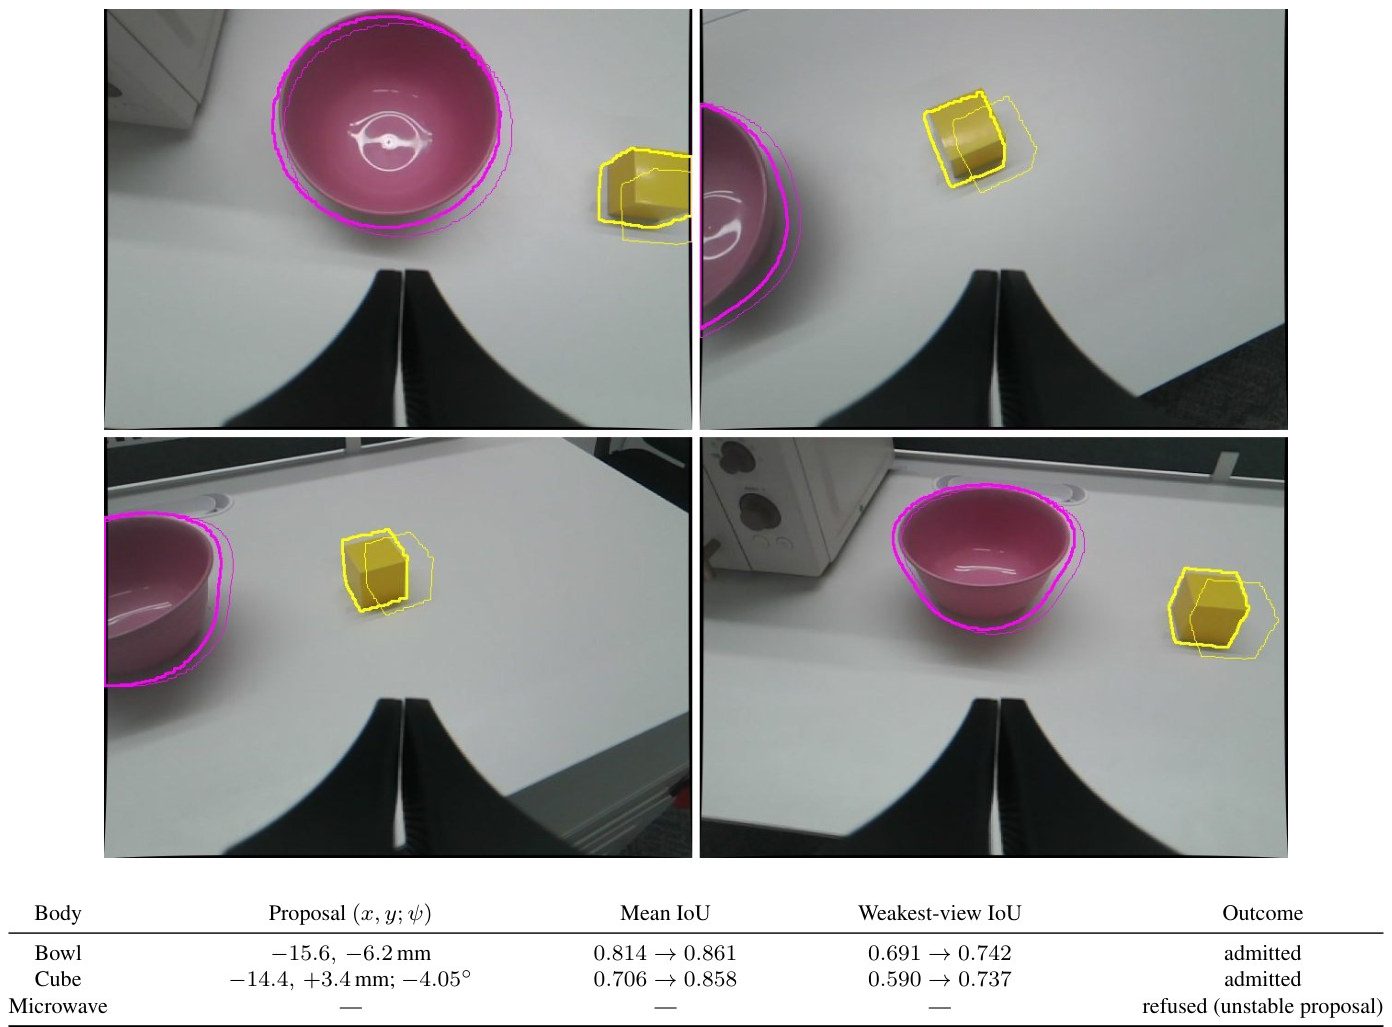 Body Proposal (x, y; ψ) Mean IoU Weakest-view IoU Outcome
Bowl −15.6, −6.2 mm 0.814 → 0.861 0.691 → 0.742 admitted
Cube −14.4, +3.4 mm; −4.05° 0.706 → 0.858 0.590 → 0.737 admitted
Microwave — — — refused (unstable proposal)